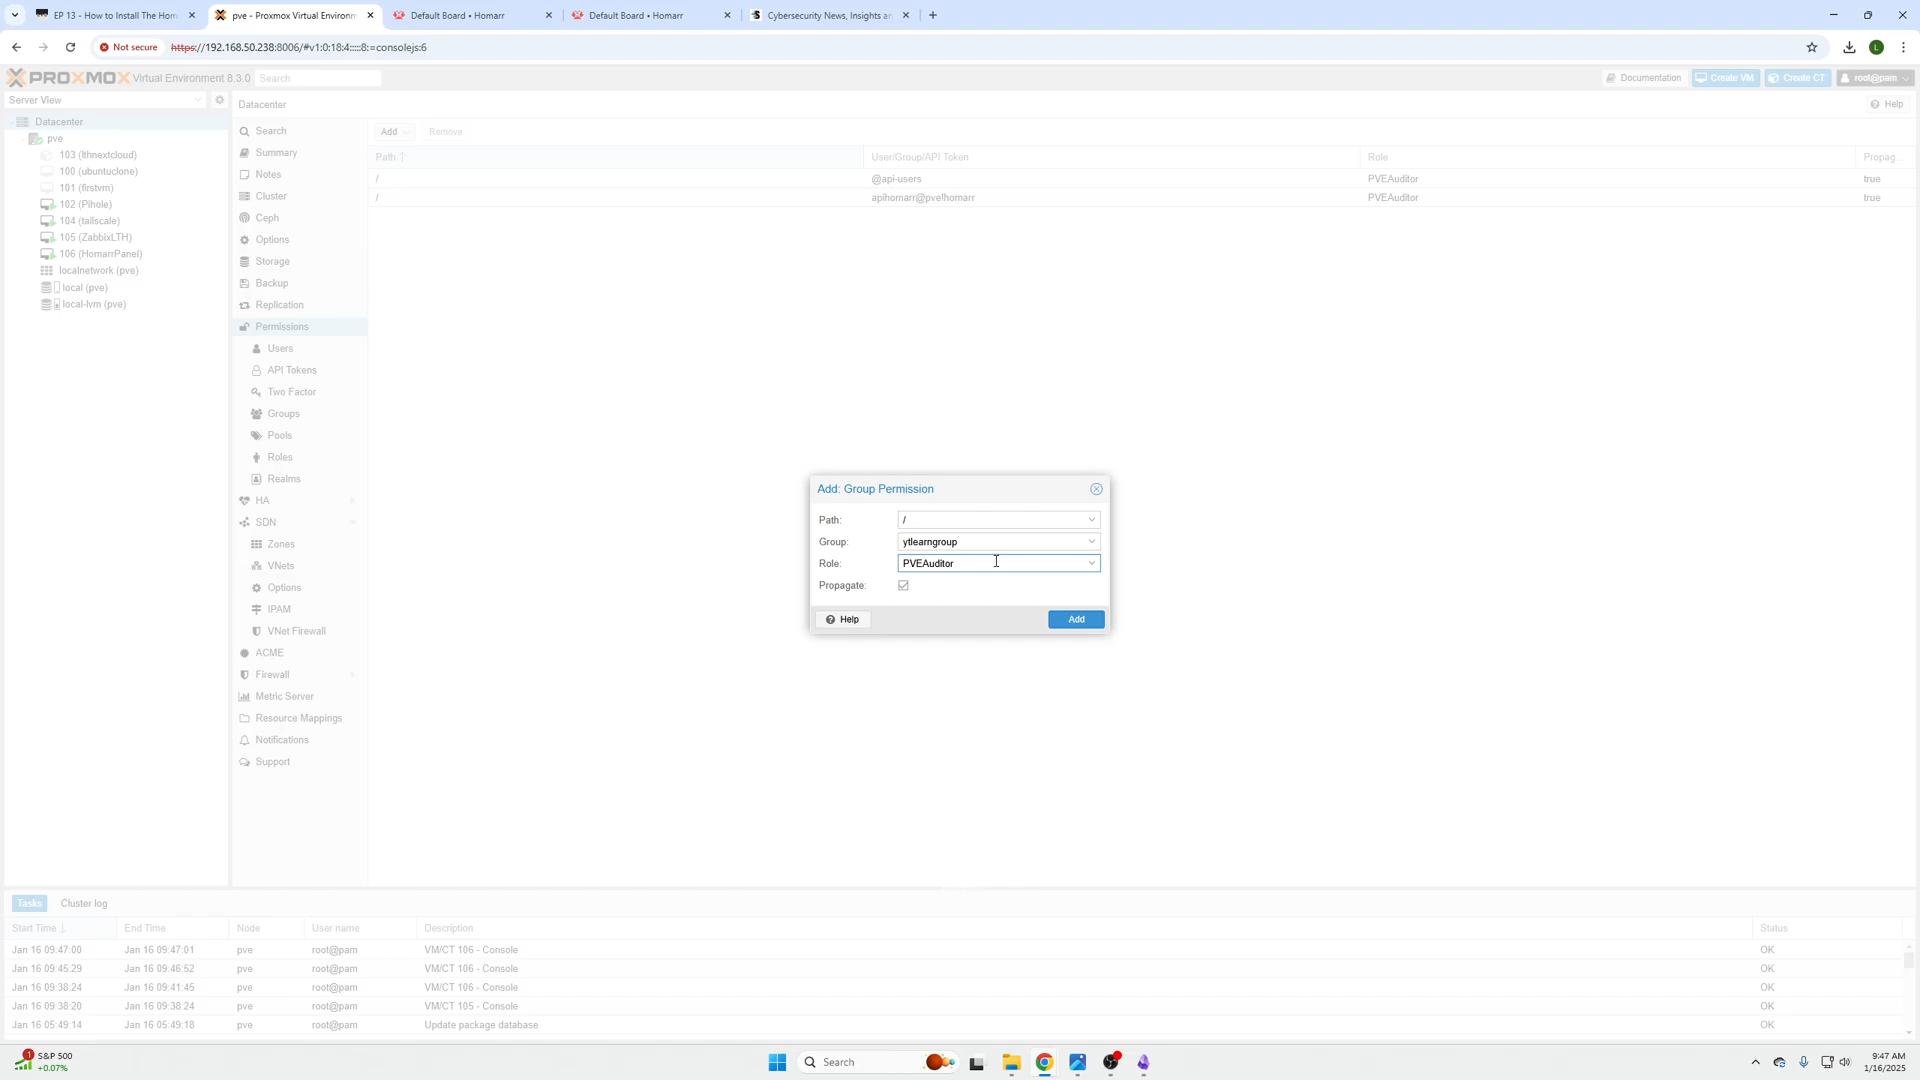 EP 13 - How to Install The Hom
pve - Proxmox Virtual Environm
Default Board • Homarr
Default Board • Homarr
Cybersecurity News, Insights an
Not secure
https://192.168.50.238:8006/#v1:0:18:4:::::8:=consolejs:6
L
PROXMOX Virtual Environment 8.3.0 Search
Documentation
Create VM
Create CT
root@pam
Server View
Datacenter
Help
Datacenter
pve
103 (lthnextcloud)
100 (ubuntuclone)
101 (firstvm)
102 (Pihole)
104 (tailscale)
105 (ZabbixLTH)
106 (HomarrPanel)
localnetwork (pve)
local (pve)
local-lvm (pve)
Search
Summary
Notes
Cluster
Ceph
Options
Storage
Backup
Replication
Permissions
Users
API Tokens
Two Factor
Groups
Pools
Roles
Realms
HA
SDN
Zones
VNets
Options
IPAM
VNet Firewall
ACME
Firewall
Metric Server
Resource Mappings
Notifications
Support
Add Remove
Path ↑ User/Group/API Token Role Propag...
/ @api-users PVEAuditor true
/ apihomarr@pve!homarr PVEAuditor true
Add: Group Permission
Path: /
Group: ytlearngroup
Role: PVEAuditor
Propagate:
Help Add
Tasks Cluster log
Start Time ↓ End Time Node User name Description Status
Jan 16 09:47:00 Jan 16 09:47:01 pve root@pam VM/CT 106 - Console OK
Jan 16 09:45:29 Jan 16 09:46:52 pve root@pam VM/CT 106 - Console OK
Jan 16 09:38:24 Jan 16 09:41:45 pve root@pam VM/CT 106 - Console OK
Jan 16 09:38:20 Jan 16 09:38:24 pve root@pam VM/CT 105 - Console OK
Jan 16 05:49:14 Jan 16 05:49:18 pve root@pam Update package database OK
1
S&P 500
+0.07%
Search
9:47 AM
1/16/2025